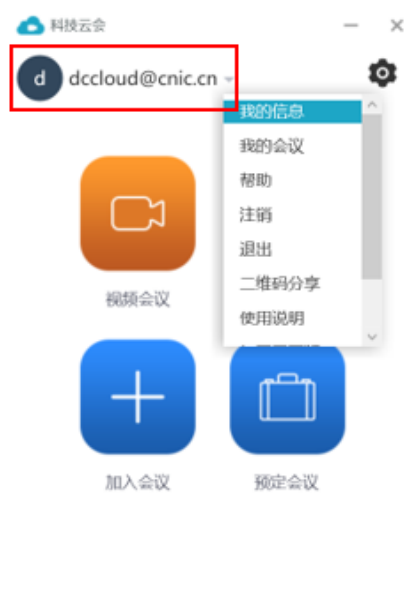 科技云会
d dccloud@cnic.cn
我的信息
我的会议
帮助
注销
退出
二维码分享
使用说明
视频会议
加入会议 预定会议